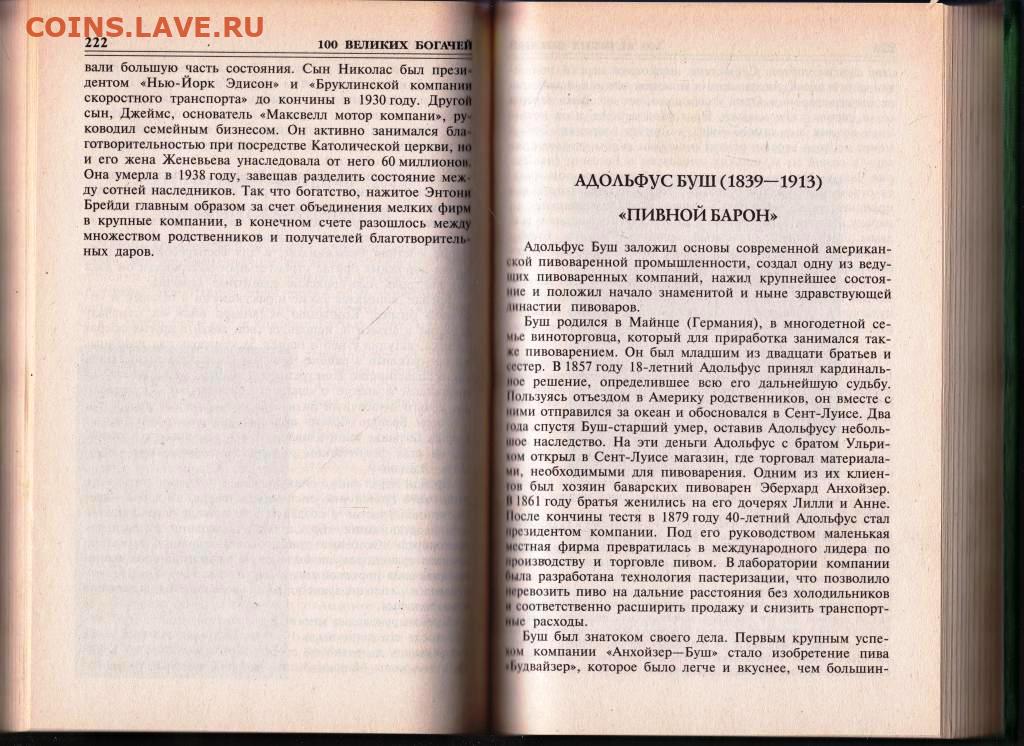 COINS.LAVE.RU
222
100 ВЕЛИКИХ БОГАЧЕЙ
вали большую часть состояния. Сын Николас был прези-
дентом «Нью-Йорк Эдисон» и «Бруклинской компании
скоростного транспорта» до кончины в 1930 году. Другой
сын, Джеймс, основатель «Максвелл мотор компани», ру-
ководил семейным бизнесом. Он активно занимался бла-
готворительностью при посредстве Католической церкви, но
и его жена Женевьева унаследовала от него 60 миллионов.
Она умерла в 1938 году, завещав разделить состояние меж-
ду сотней наследников. Так что богатство, нажитое Энтони
Брейди главным образом за счет объединения мелких фирм
в крупные компании, в конечном счете разошлось между
множеством родственников и получателей благотворитель-
ных даров.
АДОЛЬФУС БУШ (1839—1913)
«ПИВНОЙ БАРОН»
Адольфус Буш заложил основы современной американ-
ской пивоваренной промышленности, создал одну из веду-
щих пивоваренных компаний, нажил крупнейшее состоя-
ние и положил начало знаменитой и ныне здравствующей
династии пивоваров.
Буш родился в Майнце (Германия), в многодетной се-
мье виноторговца, который для приработка занимался так-
же пивоварением. Он был младшим из двадцати братьев и
сестер. В 1857 году 18-летний Адольфус принял кардиналь-
ное решение, определившее всю его дальнейшую судьбу.
Пользуясь отъездом в Америку родственников, он вместе с
ними отправился за океан и обосновался в Сент-Луисе. Два
года спустя Буш-старший умер, оставив Адольфусу неболь-
шое наследство. На эти деньги Адольфус с братом Ульри-
хом открыл в Сент-Луисе магазин, где торговал материала-
ми, необходимыми для пивоварения. Одним из их клиен-
тов был хозяин баварских пивоварен Эберхард Анхойзер.
В 1861 году братья женились на его дочерях Лилли и Анне.
После кончины тестя в 1879 году 40-летний Адольфус стал
президентом компании. Под его руководством маленькая
местная фирма превратилась в международного лидера по
производству и торговле пивом. В лаборатории компании
была разработана технология пастеризации, что позволило
перевозить пиво на дальние расстояния без холодильников
и соответственно расширить продажу и снизить транспорт-
ные расходы.
Буш был знатоком своего дела. Первым крупным успе-
хом компании «Анхойзер—Буш» стало изобретение пива
«Будвайзер», которое было легче и вкуснее, чем большин-